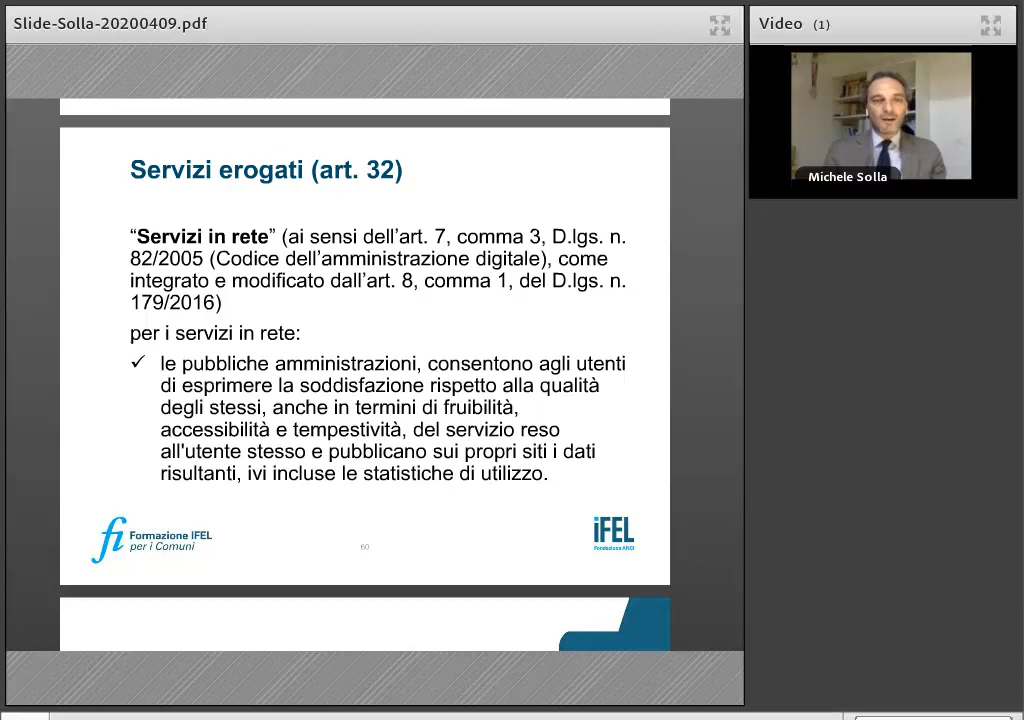 Slide-Solla-20200409.pdf
Video (1)
Michele Solla
Servizi erogati (art. 32)
“Servizi in rete” (ai sensi dell’art. 7, comma 3, D.lgs. n.
82/2005 (Codice dell’amministrazione digitale), come
integrato e modificato dall’art. 8, comma 1, del D.lgs. n.
179/2016)
per i servizi in rete:
✓ le pubbliche amministrazioni, consentono agli utenti
di esprimere la soddisfazione rispetto alla qualità
degli stessi, anche in termini di fruibilità,
accessibilità e tempestività, del servizio reso
all'utente stesso e pubblicano sui propri siti i dati
risultanti, ivi incluse le statistiche di utilizzo.
fi Formazione IFEL
per i Comuni
60
iFEL
Fondazione ANCI